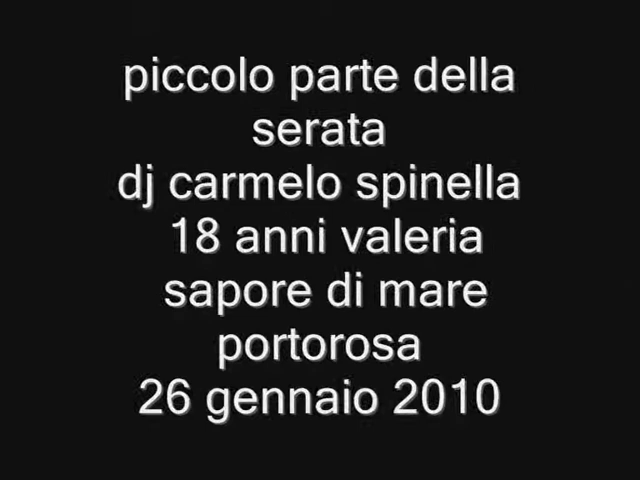 piccolo parte della
serata
dj carmelo spinella
18 anni valeria
sapore di mare
portorosa
26 gennaio 2010